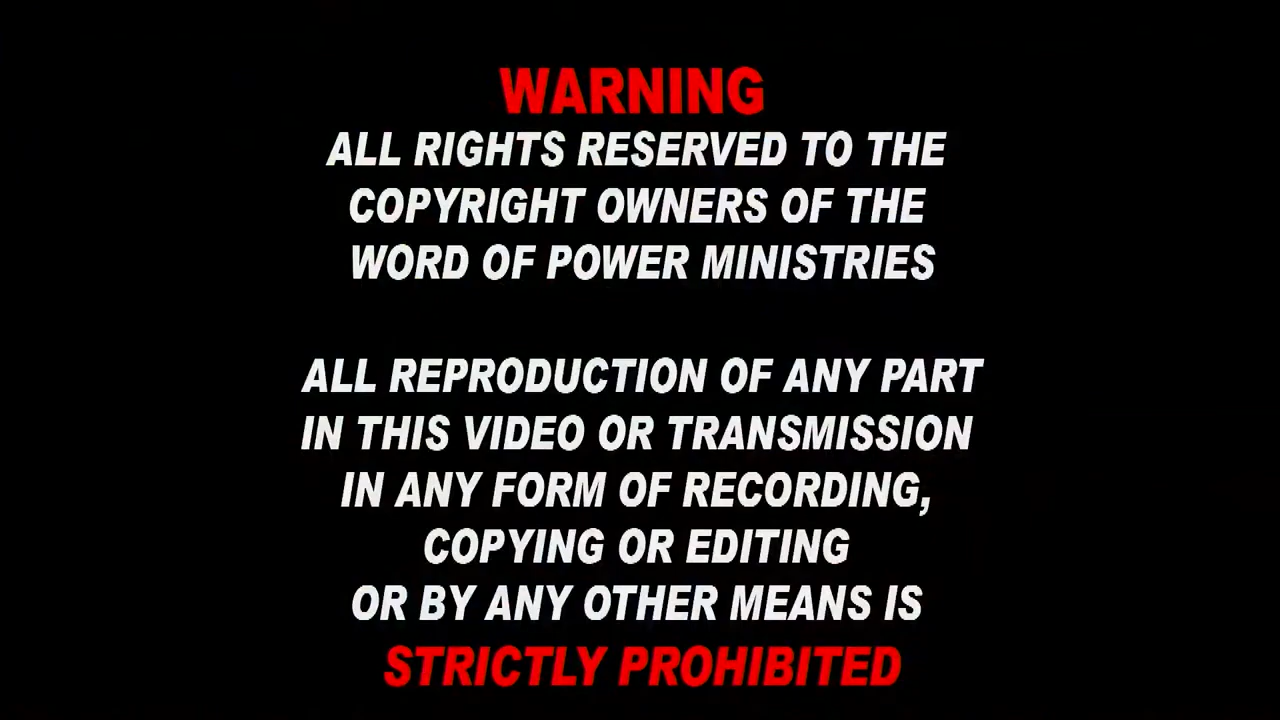 WARNING
ALL RIGHTS RESERVED TO THE
COPYRIGHT OWNERS OF THE
WORD OF POWER MINISTRIES
ALL REPRODUCTION OF ANY PART
IN THIS VIDEO OR TRANSMISSION
IN ANY FORM OF RECORDING,
COPYING OR EDITING
OR BY ANY OTHER MEANS IS
STRICTLY PROHIBITED